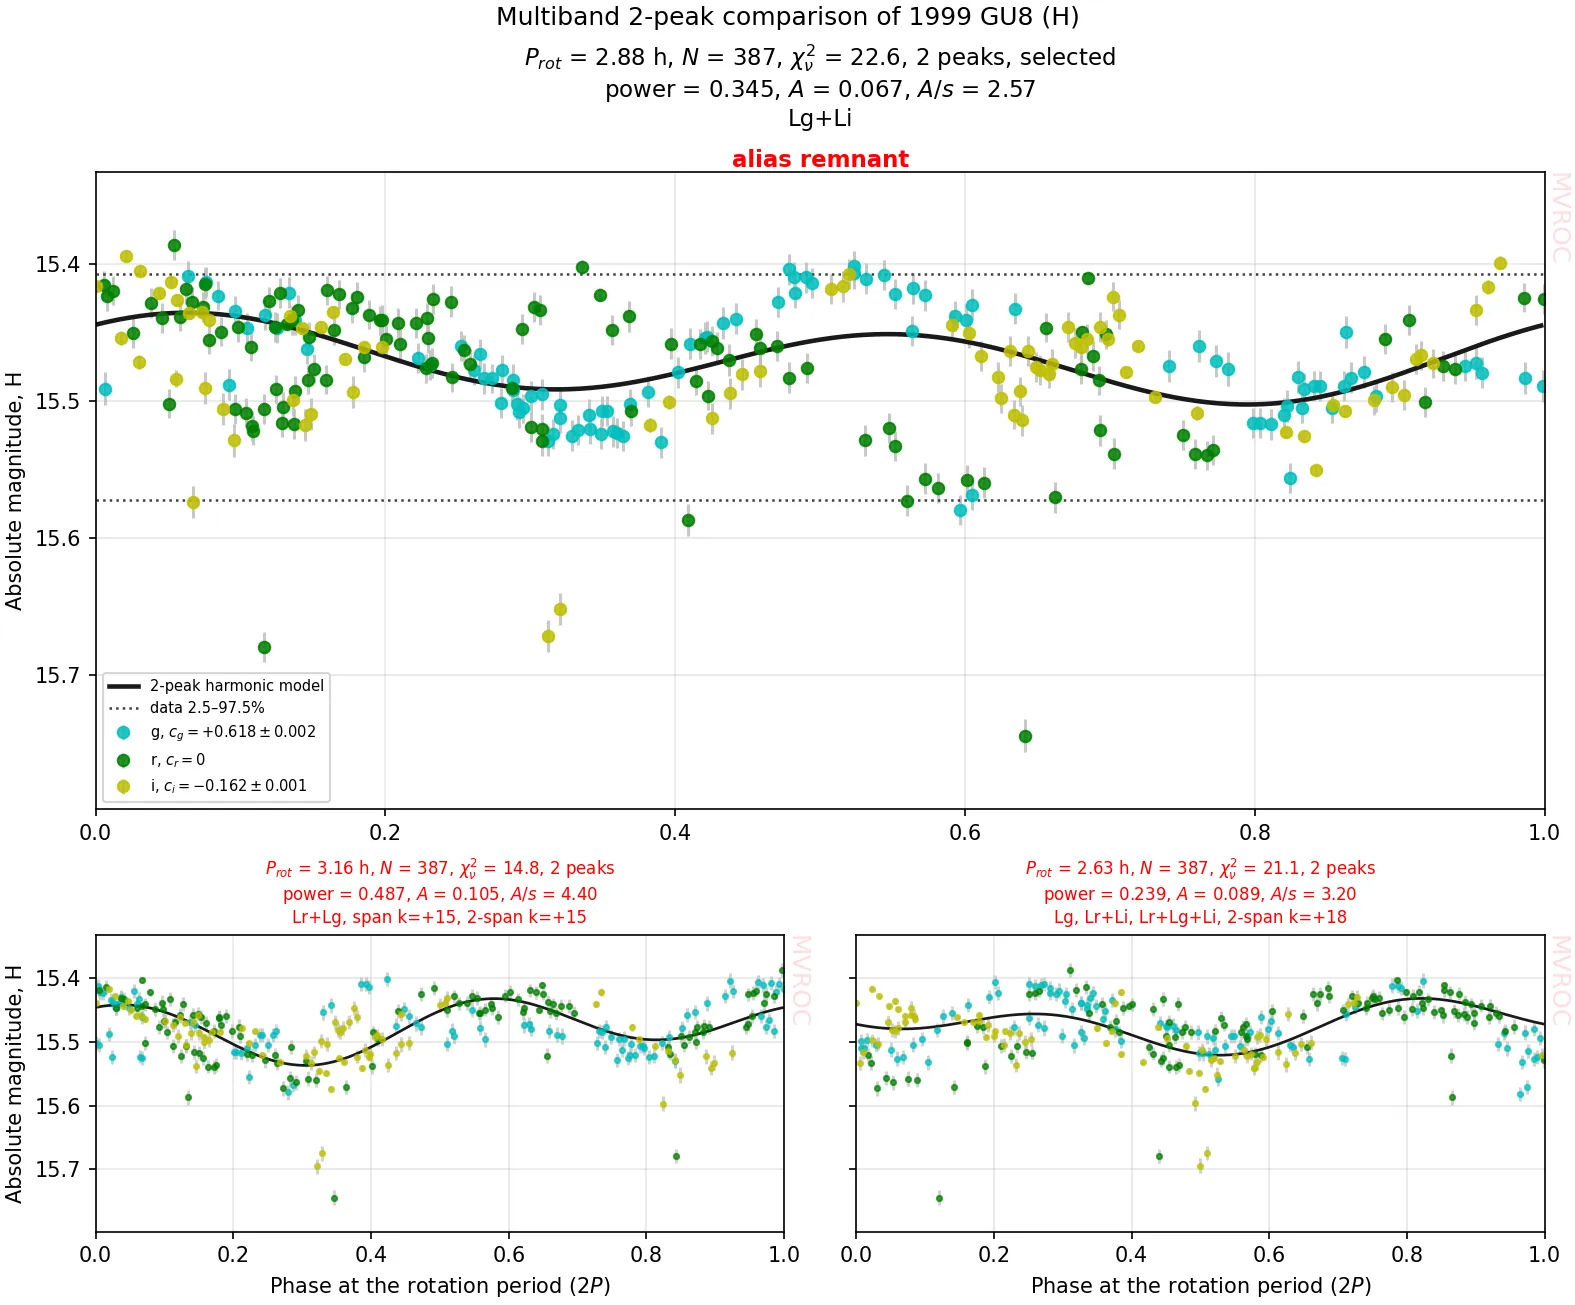 Multiband 2-peak comparison of 1999 GU8 (H)
P_rot = 2.88 h, N = 387, χ²_ν = 22.6, 2 peaks, selected
power = 0.345, A = 0.067, A/s = 2.57
Lg+Li
alias remnant
MVROC
Absolute magnitude, H
15.4
15.5
15.6
15.7
2-peak harmonic model
data 2.5–97.5%
g, c_g = +0.618 ± 0.002
r, c_r = 0
i, c_i = −0.162 ± 0.001
0.0 0.2 0.4 0.6 0.8 1.0
P_rot = 3.16 h, N = 387, χ²_ν = 14.8, 2 peaks
power = 0.487, A = 0.105, A/s = 4.40
Lr+Lg, span k=+15, 2-span k=+15
MVROC
Absolute magnitude, H
15.4
15.5
15.6
15.7
0.0 0.2 0.4 0.6 0.8 1.0
Phase at the rotation period (2P)
P_rot = 2.63 h, N = 387, χ²_ν = 21.1, 2 peaks
power = 0.239, A = 0.089, A/s = 3.20
Lg, Lr+Li, Lr+Lg+Li, 2-span k=+18
MVROC
0.0 0.2 0.4 0.6 0.8 1.0
Phase at the rotation period (2P)